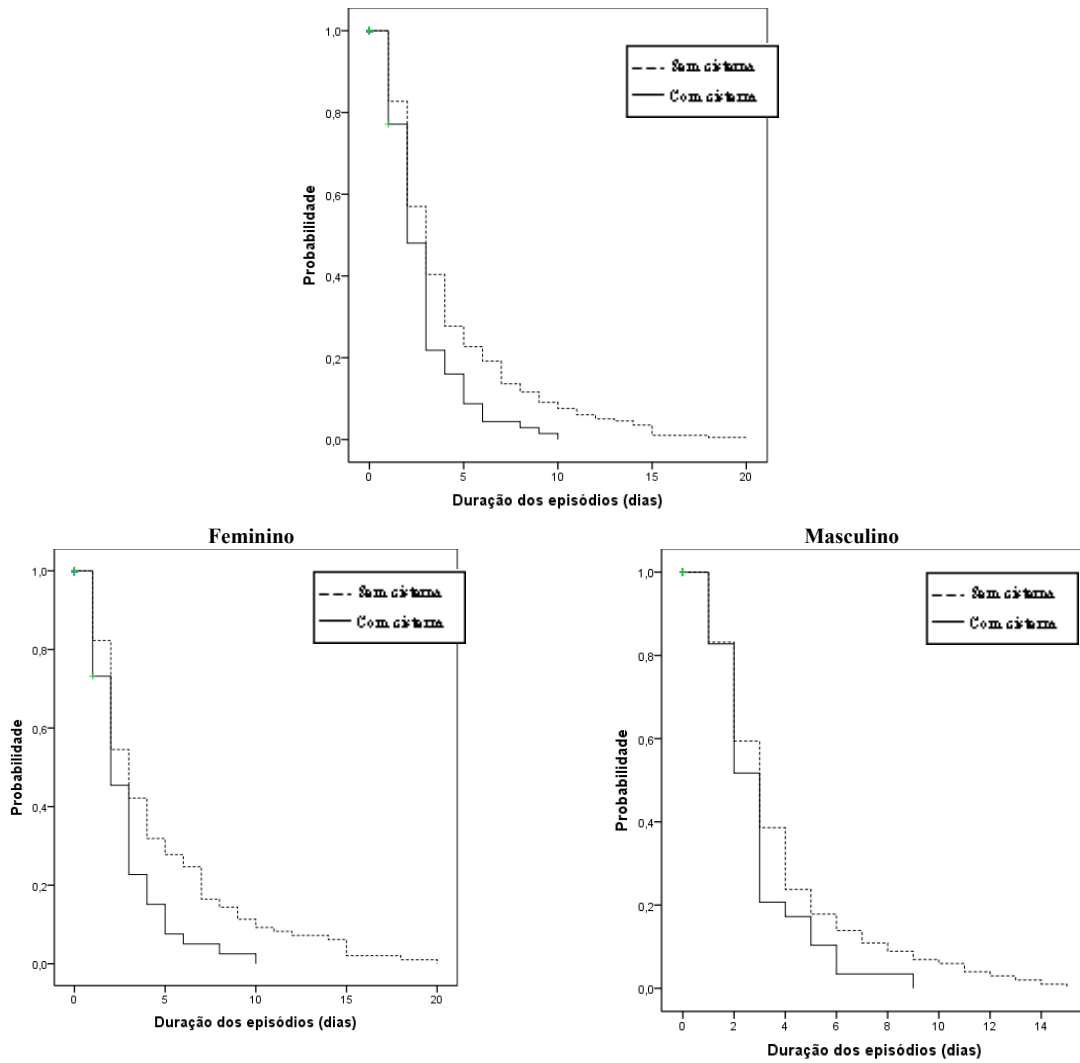 1,0
0,8
0,6
0,4
0,2
0,0
Probabilidade
Sem cisterna
Com cisterna
0 5 10 15 20
Duração dos episódios (dias)
Feminino
1,0
0,8
0,6
0,4
0,2
0,0
Probabilidade
Sem cisterna
Com cisterna
0 5 10 15 20
Duração dos episódios (dias)
Masculino
1,0
0,8
0,6
0,4
0,2
0,0
Probabilidade
Sem cisterna
Com cisterna
0 2 4 6 8 10 12 14
Duração dos episódios (dias)